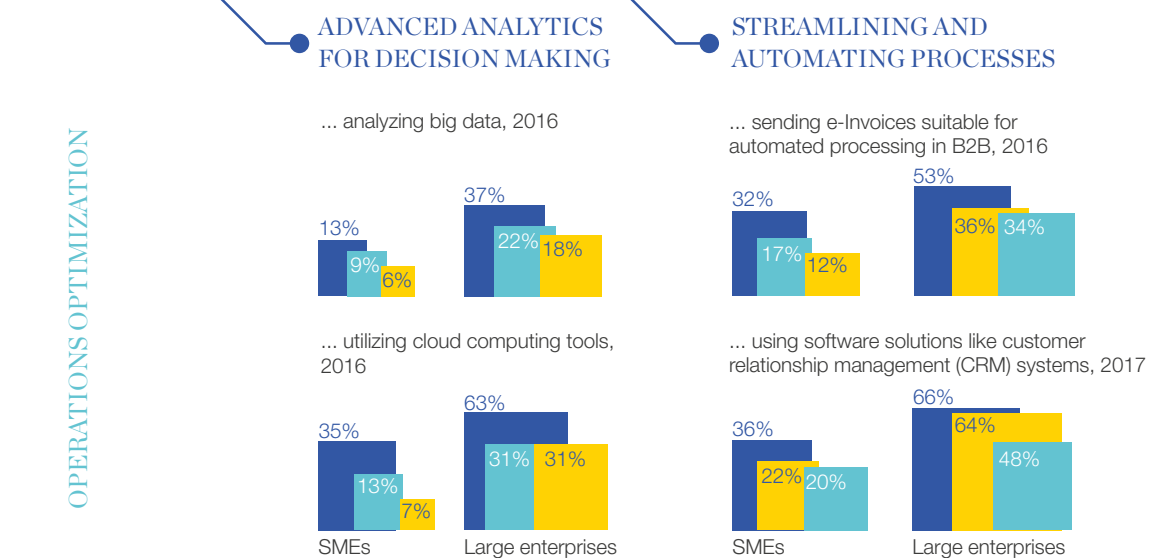 OPERATIONS OPTIMIZATION
ADVANCED ANALYTICS
FOR DECISION MAKING
... analyzing big data, 2016
13%
9%
6%
37%
22%
18%
... utilizing cloud computing tools,
2016
35%
13%
7%
63%
31%
31%
SMEs
Large enterprises
STREAMLINING AND
AUTOMATING PROCESSES
... sending e-Invoices suitable for
automated processing in B2B, 2016
32%
17%
12%
53%
36%
34%
... using software solutions like customer
relationship management (CRM) systems, 2017
36%
22%
20%
66%
64%
48%
SMEs
Large enterprises